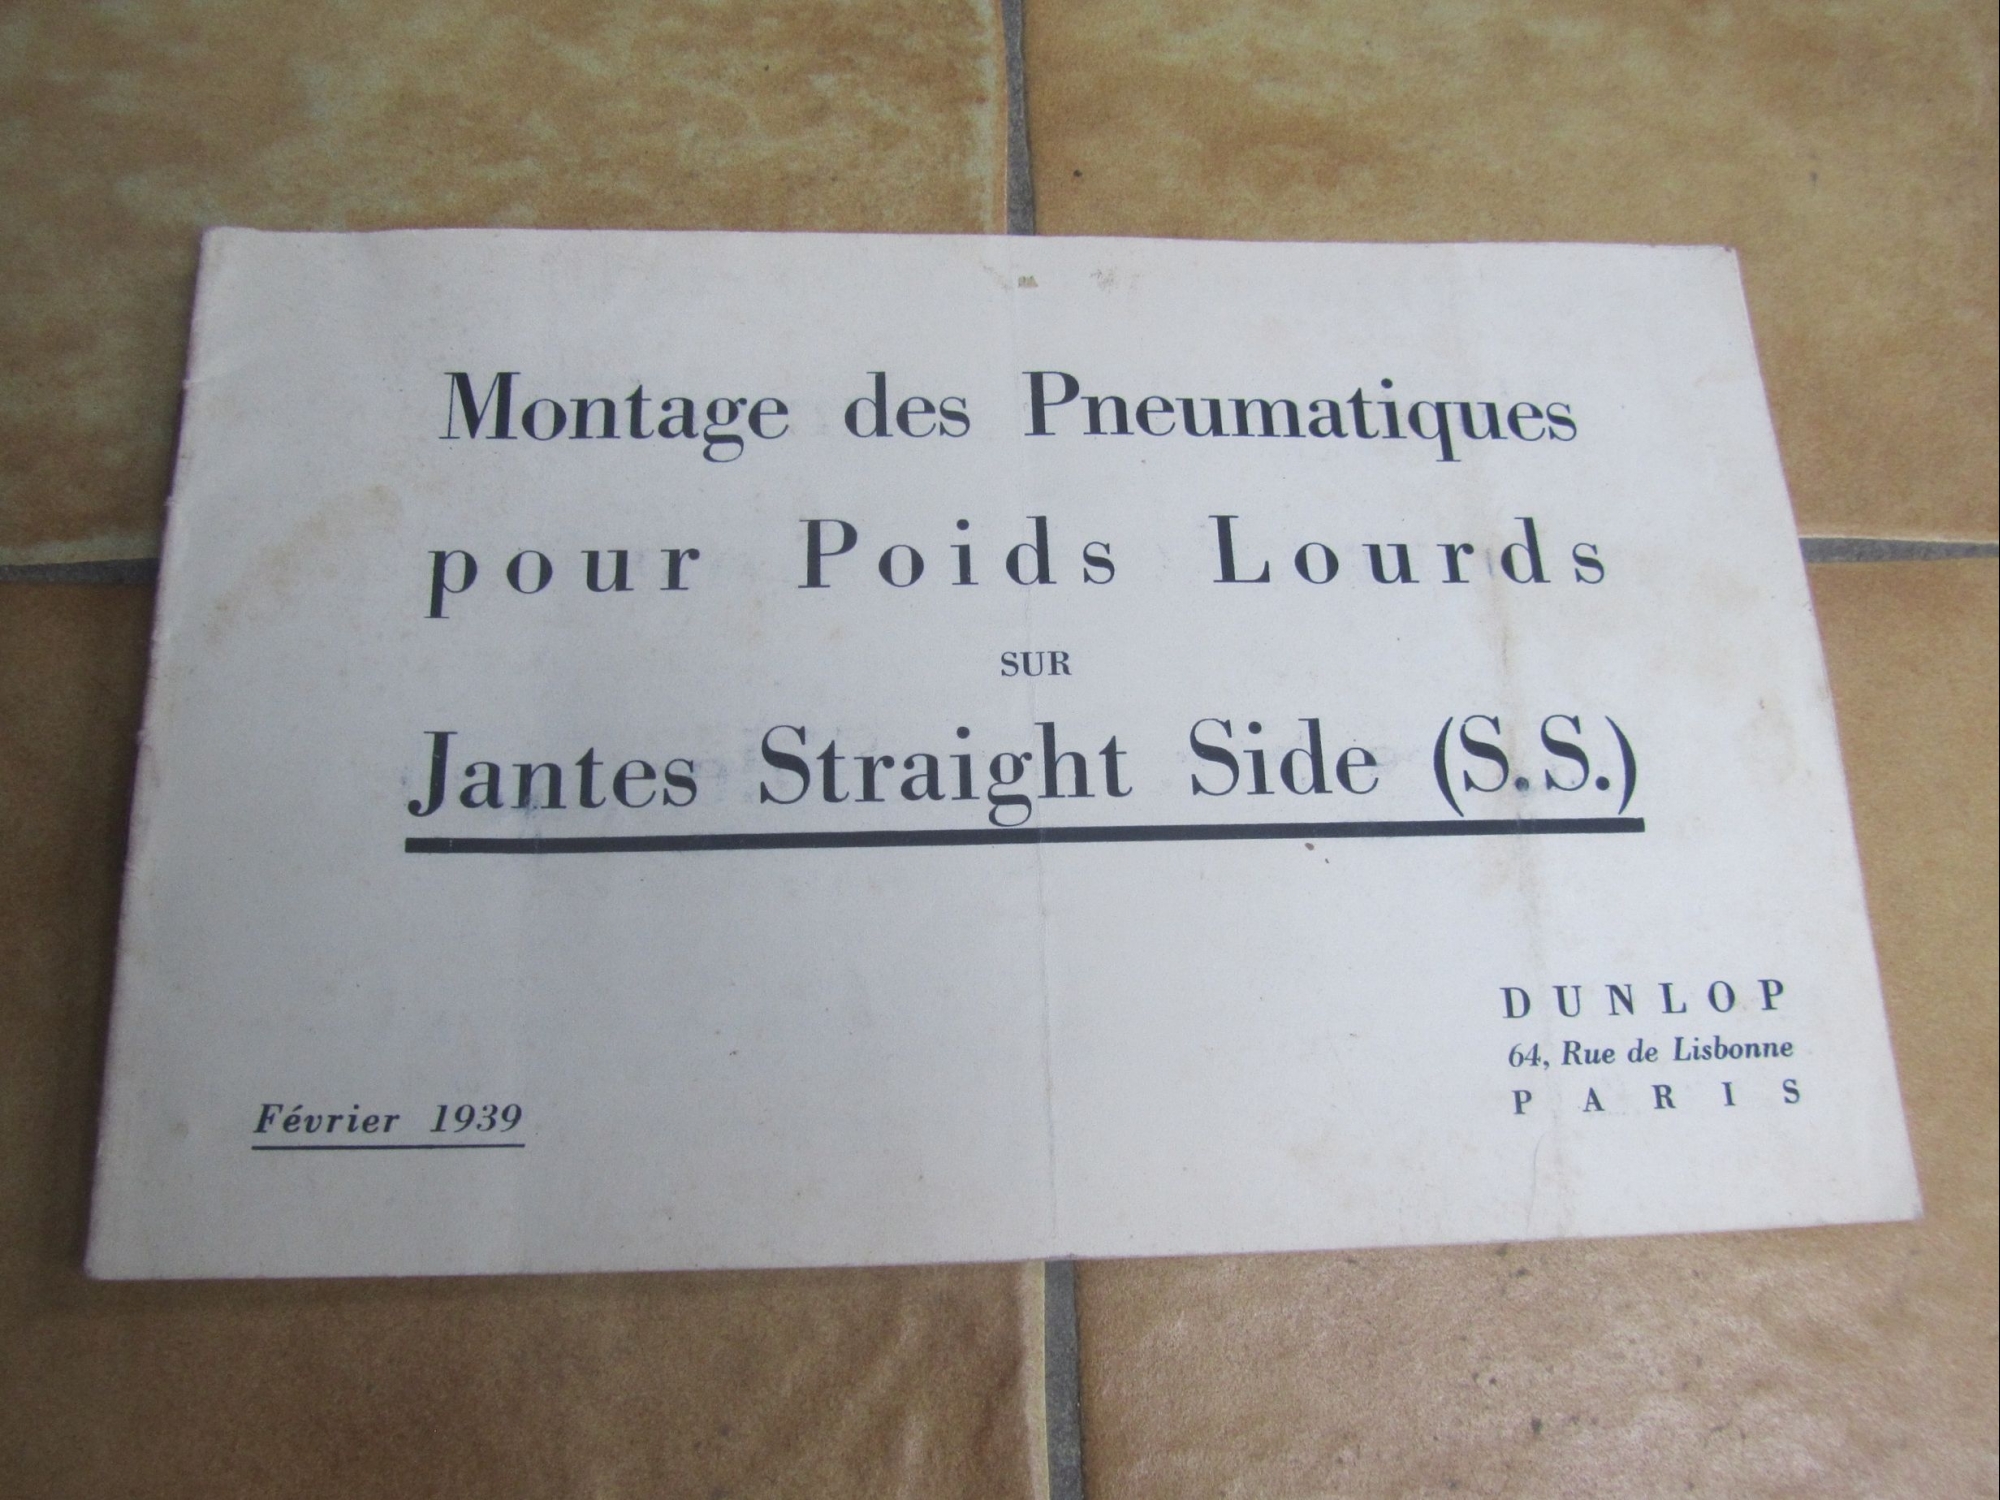 Montage des Pneumatiques
pour Poids Lourds
SUR
Jantes Straight Side (S.S.)
DUNLOP
64, Rue de Lisbonne
PARIS
Février 1939